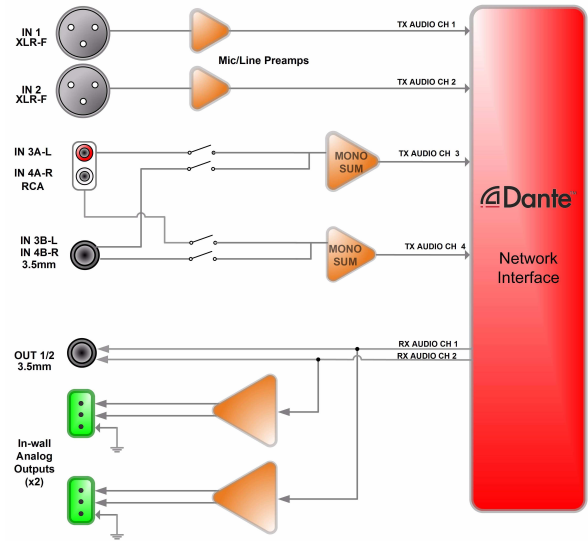 IN 1
XLR-F
TX AUDIO CH 1
Mic/Line Preamps
IN 2
XLR-F
TX AUDIO CH 2
IN 3A-L
IN 4A-R
RCA
MONO
SUM
TX AUDIO CH 3
Dante™
Network
Interface
IN 3B-L
IN 4B-R
3.5mm
MONO
SUM
TX AUDIO CH 4
OUT 1/2
3.5mm
RX AUDIO CH 1
RX AUDIO CH 2
In-wall
Analog
Outputs
(x2)